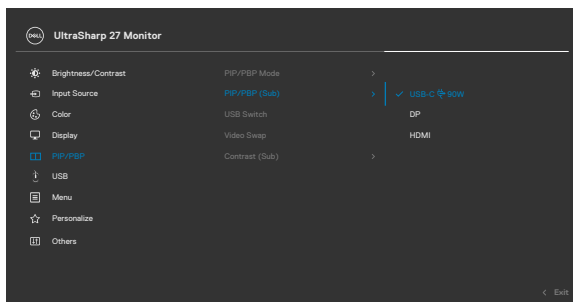 DELL UltraSharp 27 Monitor
Brightness/Contrast PIP/PBP Mode
Input Source PIP/PBP (Sub) USB-C 90W
Color USB Switch DP
Display Video Swap HDMI
PIP/PBP Contrast (Sub)
USB
Menu
Personalize
Others
Exit